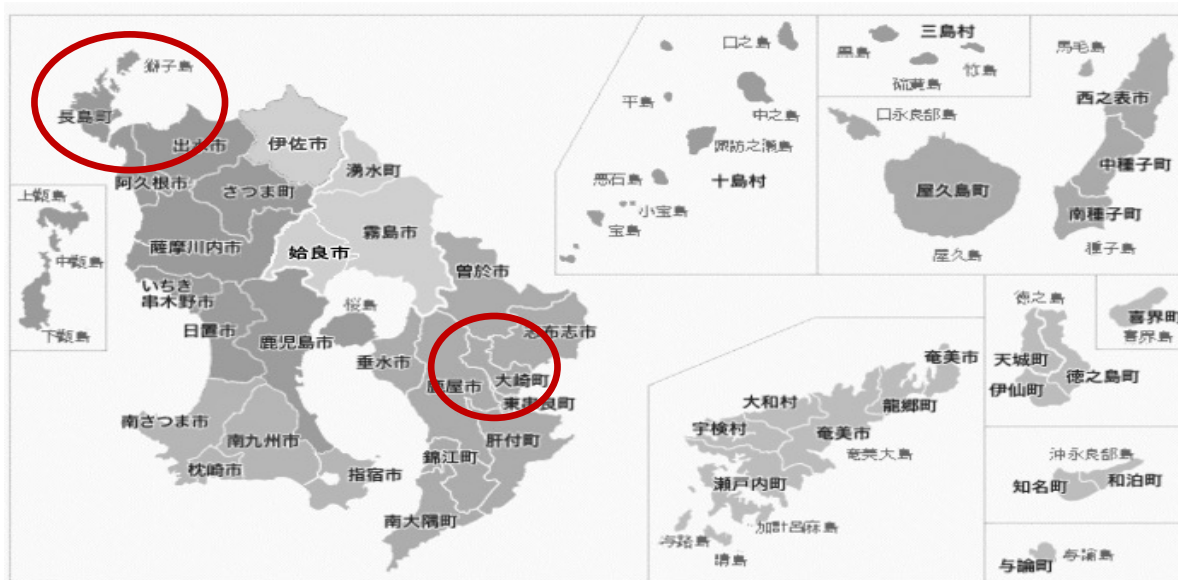 獅子島
長島町
出水市
伊佐市
阿久根市
さつま町
湧水町
上甑島
中甑島
下甑島
薩摩川内市
霧島市
姶良市
いちき
串木野市
日置市
鹿児島市
桜島
曽於市
志布志市
垂水市
鹿屋市
大崎町
東串良町
南さつま市
南九州市
枕崎市
指宿市
錦江町
肝付町
南大隅町
口之島
平島
中之島
諏訪之瀬島
悪石島
十島村
小宝島
宝島
三島村
黒島
竹島
硫黄島
口永良部島
屋久島町
屋久島
馬毛島
西之表市
中種子町
南種子町
種子島
奄美市
龍郷町
大和村
宇検村
奄美市
奄美大島
瀬戸内町
加計呂麻島
与路島
請島
徳之島
天城町
伊仙町
徳之島町
喜界町
喜界島
沖永良部島
知名町
和泊町
与論町
与論島